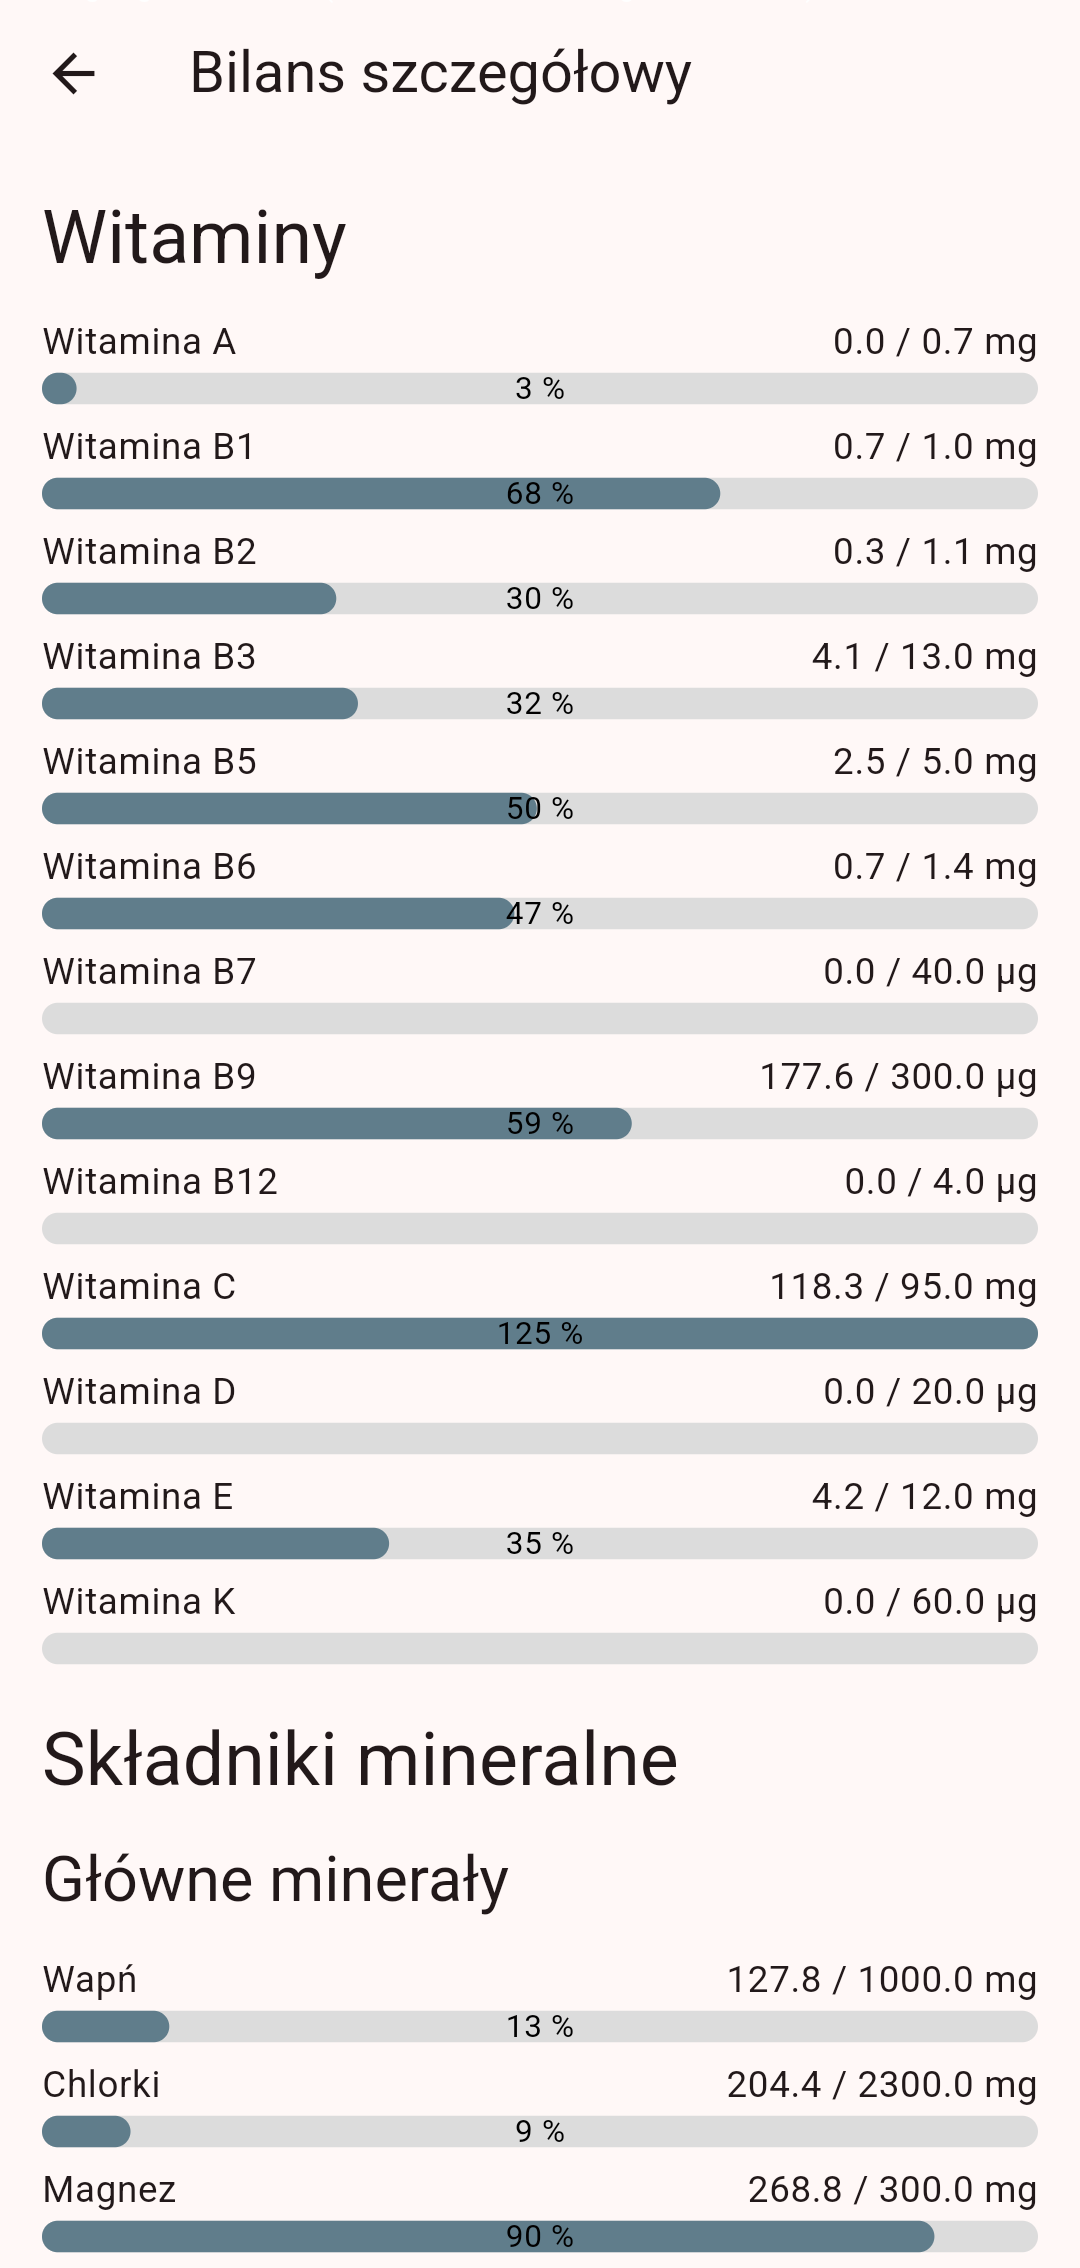 Bilans szczegółowy
Witaminy
Witamina A 0.0 / 0.7 mg
3 %
Witamina B1 0.7 / 1.0 mg
68 %
Witamina B2 0.3 / 1.1 mg
30 %
Witamina B3 4.1 / 13.0 mg
32 %
Witamina B5 2.5 / 5.0 mg
50 %
Witamina B6 0.7 / 1.4 mg
47 %
Witamina B7 0.0 / 40.0 µg
Witamina B9 177.6 / 300.0 µg
59 %
Witamina B12 0.0 / 4.0 µg
Witamina C 118.3 / 95.0 mg
125 %
Witamina D 0.0 / 20.0 µg
Witamina E 4.2 / 12.0 mg
35 %
Witamina K 0.0 / 60.0 µg
Składniki mineralne
Główne minerały
Wapń 127.8 / 1000.0 mg
13 %
Chlorki 204.4 / 2300.0 mg
9 %
Magnez 268.8 / 300.0 mg
90 %